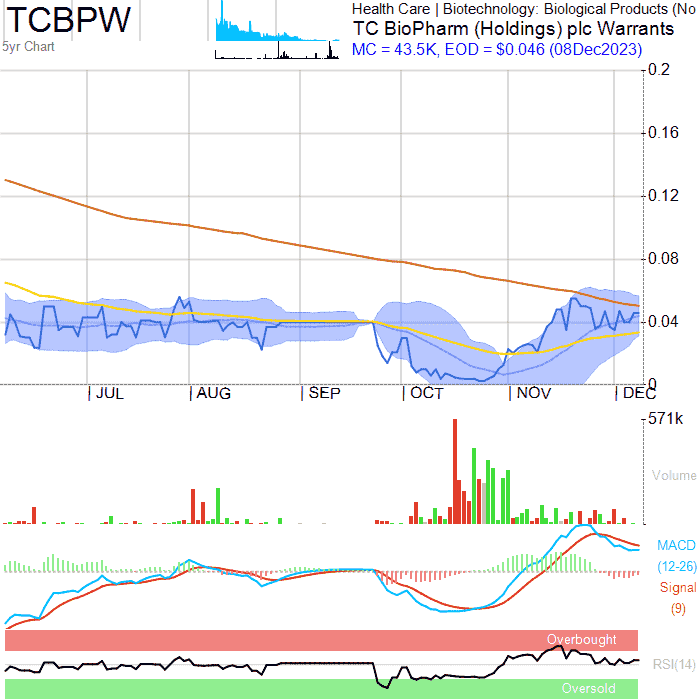 TCBPW
5yr Chart
Health Care | Biotechnology: Biological Products (No
TC BioPharm (Holdings) plc Warrants
MC = 43.5K, EOD = $0.046 (08Dec2023)
0.2
0.16
0.12
0.08
0.04
0
JUL AUG SEP OCT NOV DEC
571k
Volume
MACD
(12-26)
Signal
(9)
Overbought
RSI(14)
Oversold